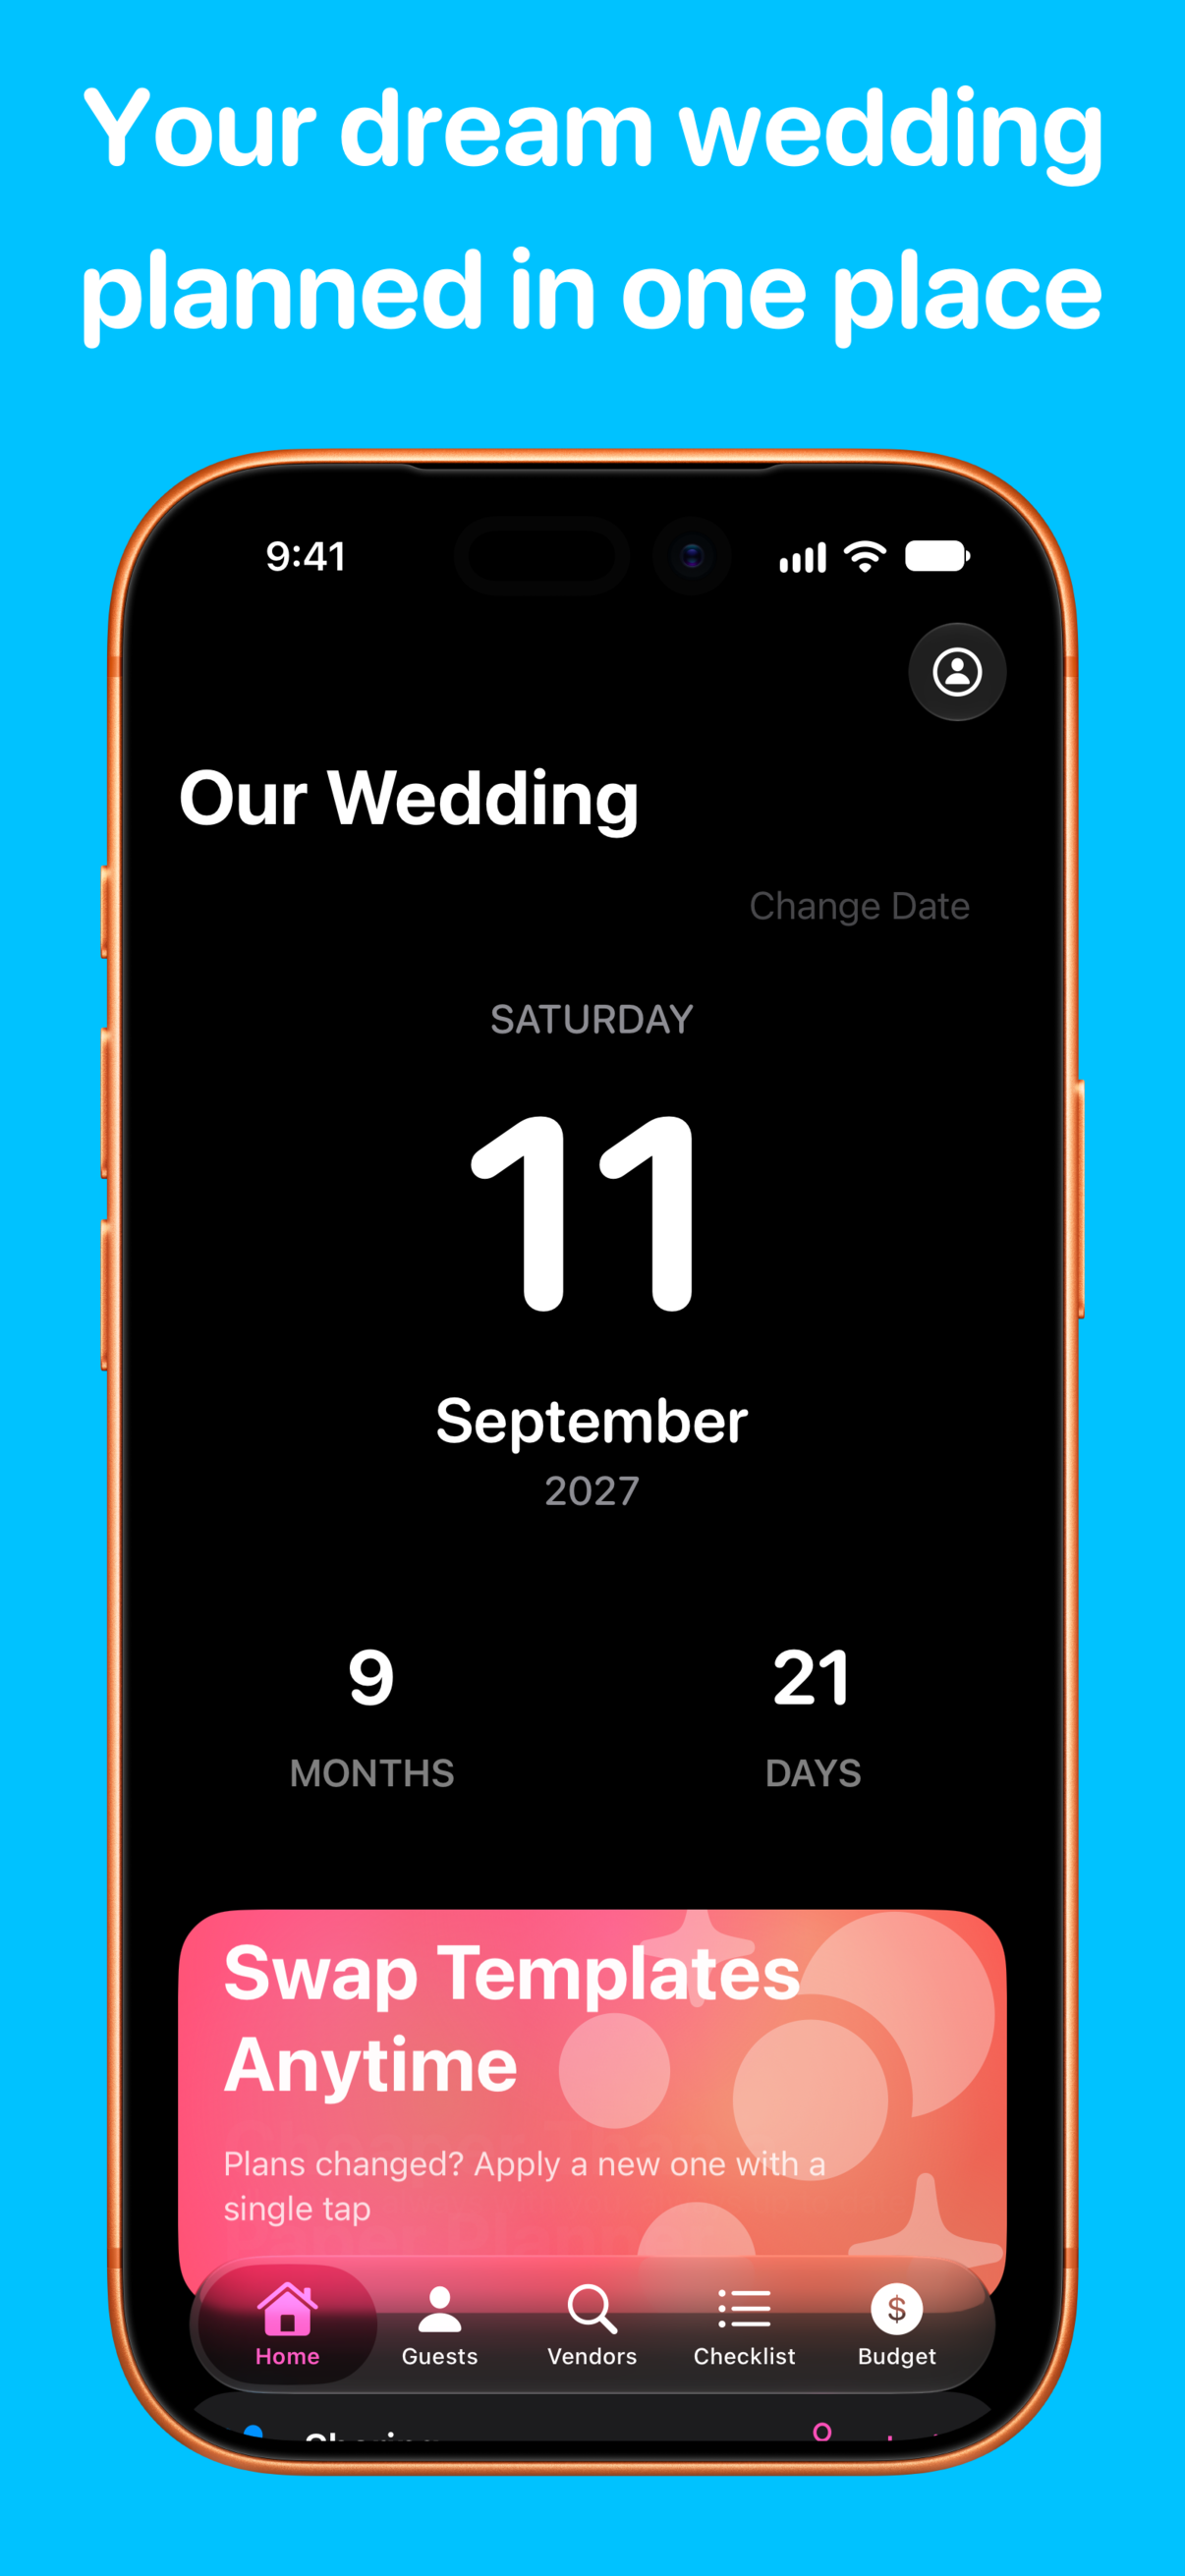 Your dream wedding
planned in one place
9:41
Our Wedding
Change Date
SATURDAY
11
September
2027
9
21
MONTHS
DAYS
Swap Templates
Anytime
Plans changed? Apply a new one with a
single tap
$
Home
Guests
Vendors
Checklist
Budget